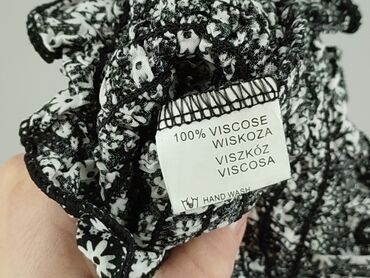 100% VISCOSE
WISKOZA
VISZKÓZ
VISCOSA
HAND WASH